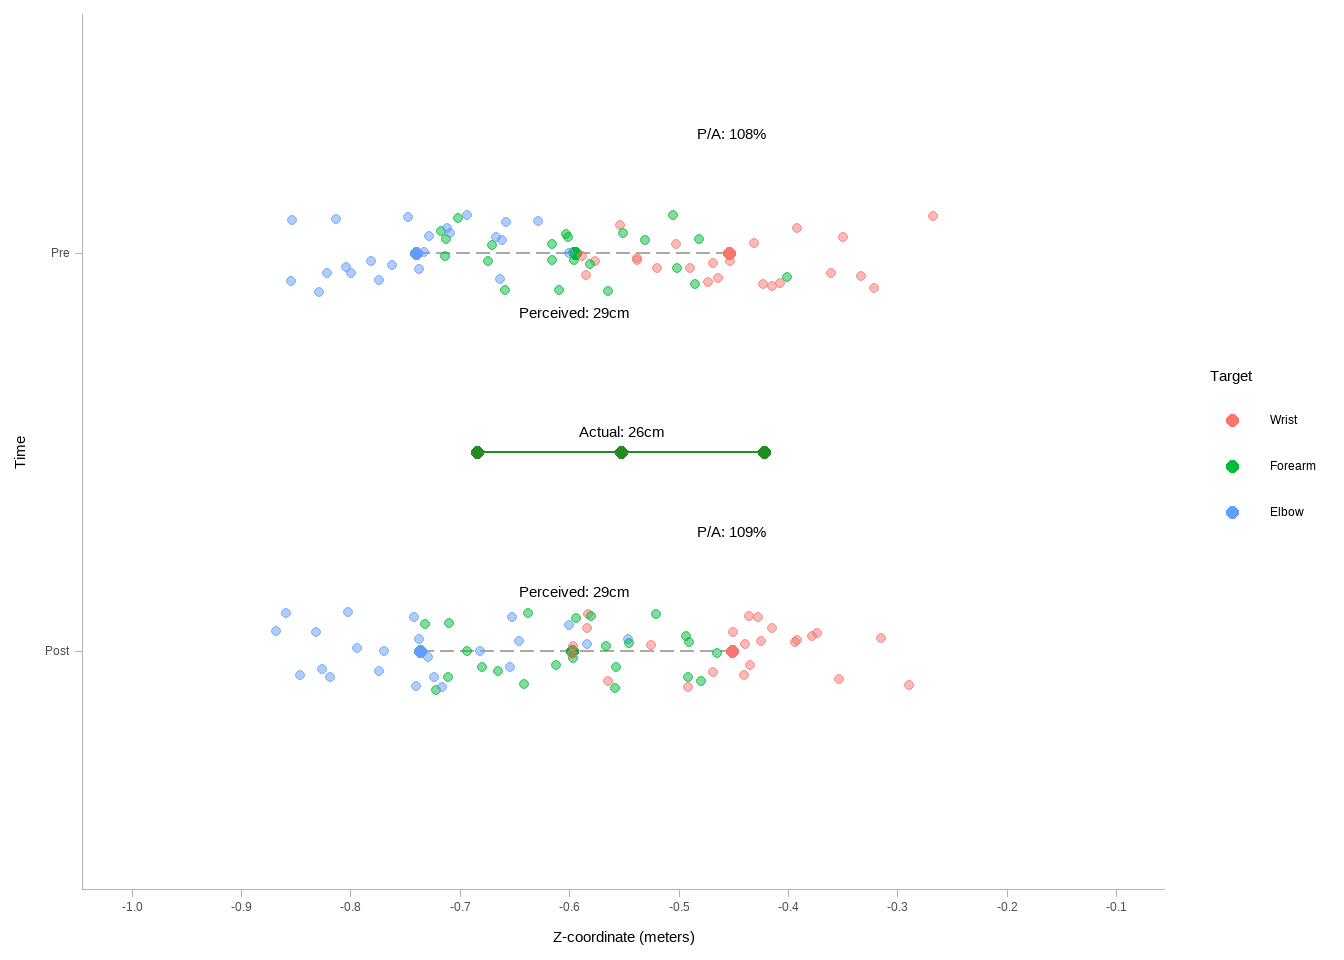 P/A: 108%
Pre
Perceived: 29cm
Target
Wrist
Actual: 26cm
Time
Forearm
Elbow
P/A: 109%
Perceived: 29cm
Post
-1.0 -0.9 -0.8 -0.7 -0.6 -0.5 -0.4 -0.3 -0.2 -0.1
Z-coordinate (meters)